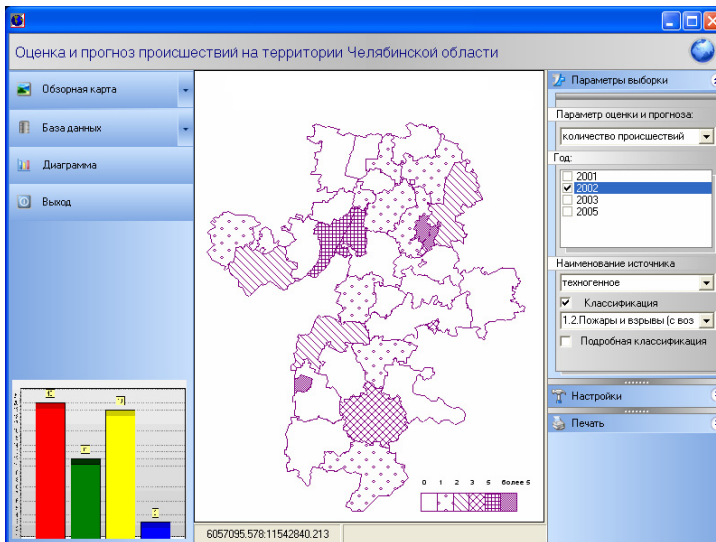 Оценка и прогноз происшествий на территории Челябинской области
Обзорная карта
База данных
Диаграмма
Выход
Параметры выборки
Параметр оценки и прогноза:
количество происшествий
Год:
2001
2002
2003
2005
Наименование источника
техногенное
Классификация
1.2.Пожары и взрывы (с воз
Подробная классификация
Настройки
Печать
0 1 2 3 5 более 5
6057095.578:11542840.213